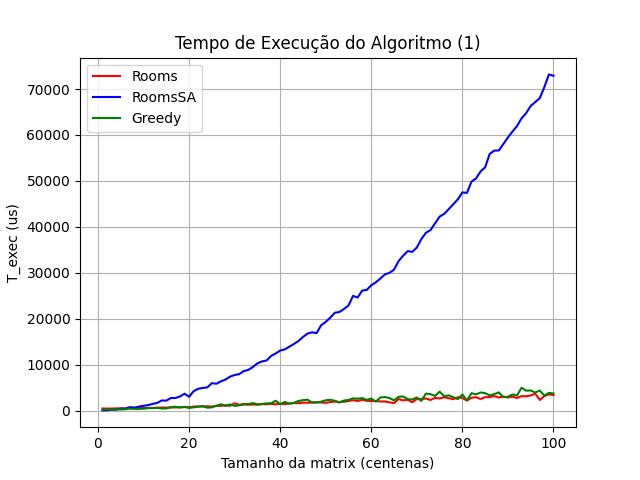 Tempo de Execução do Algoritmo (1)
Rooms
RoomsSA
Greedy
T_exec (us)
70000
60000
50000
40000
30000
20000
10000
0
0 20 40 60 80 100
Tamanho da matrix (centenas)